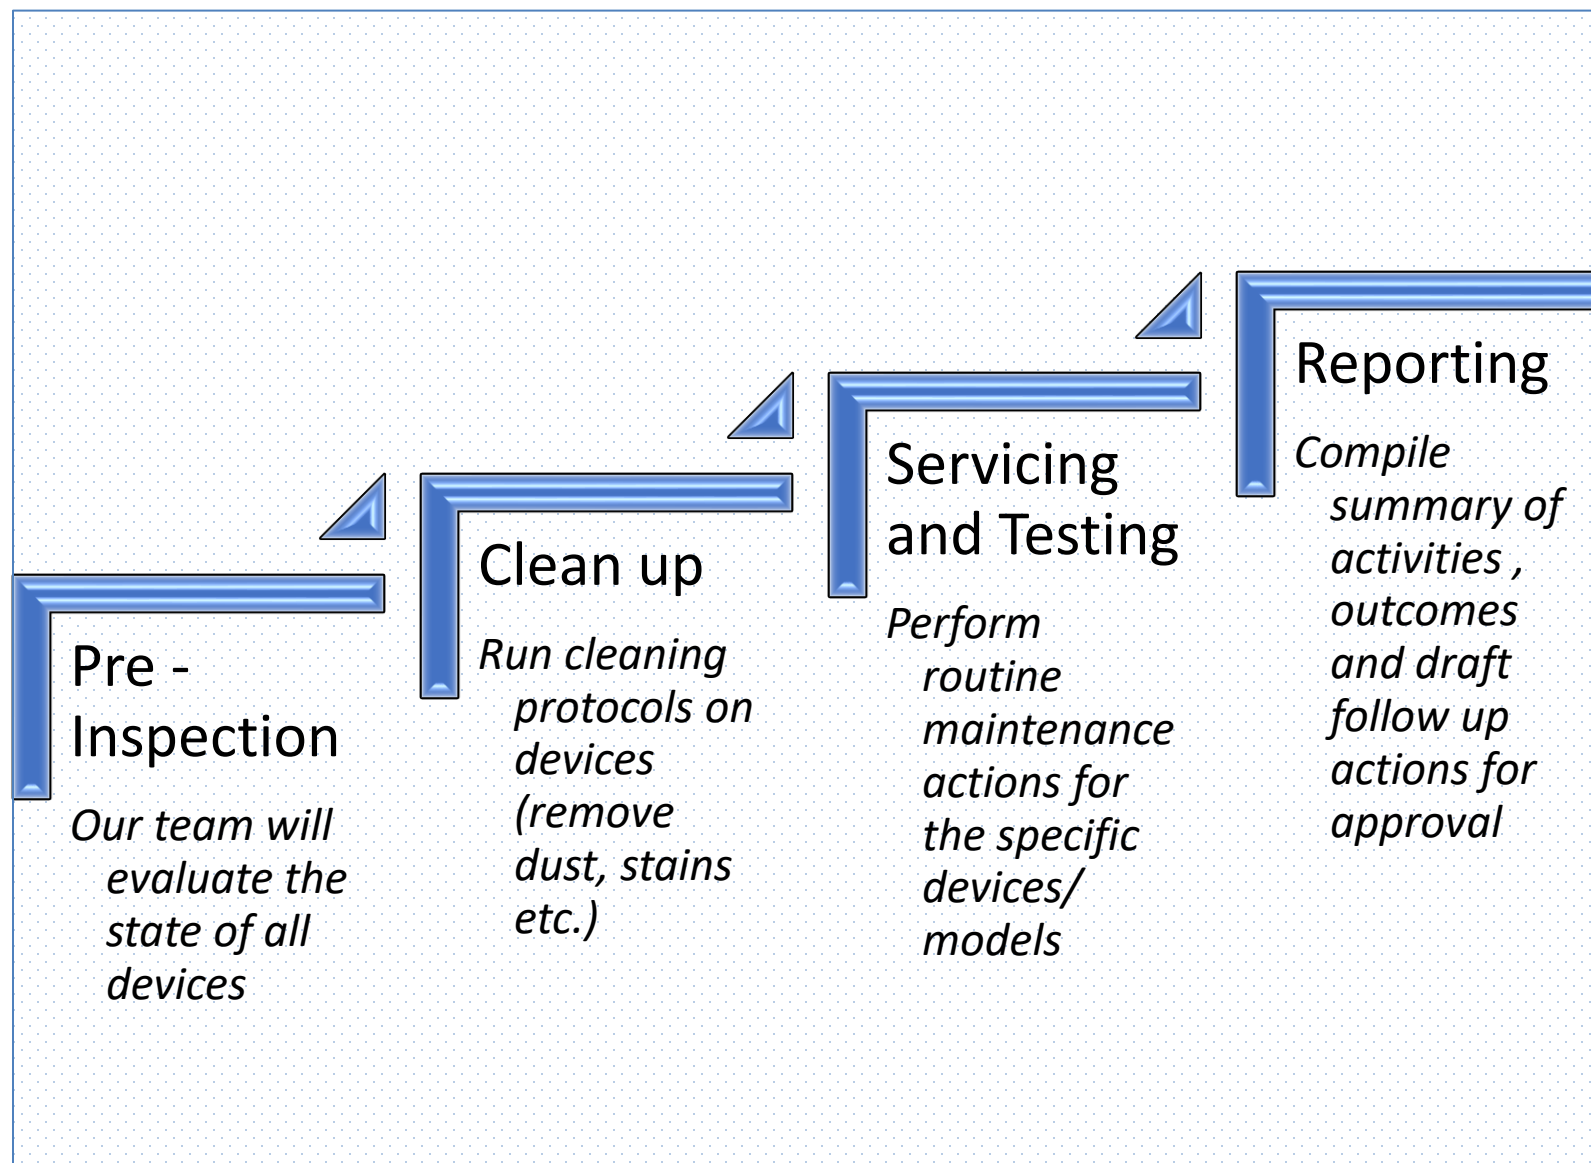 Pre -
Inspection
Our team will
evaluate the
state of all
devices
Clean up
Run cleaning
protocols on
devices
(remove
dust, stains
etc.)
Servicing
and Testing
Perform
routine
maintenance
actions for
the specific
devices/
models
Reporting
Compile
summary of
activities ,
outcomes
and draft
follow up
actions for
approval